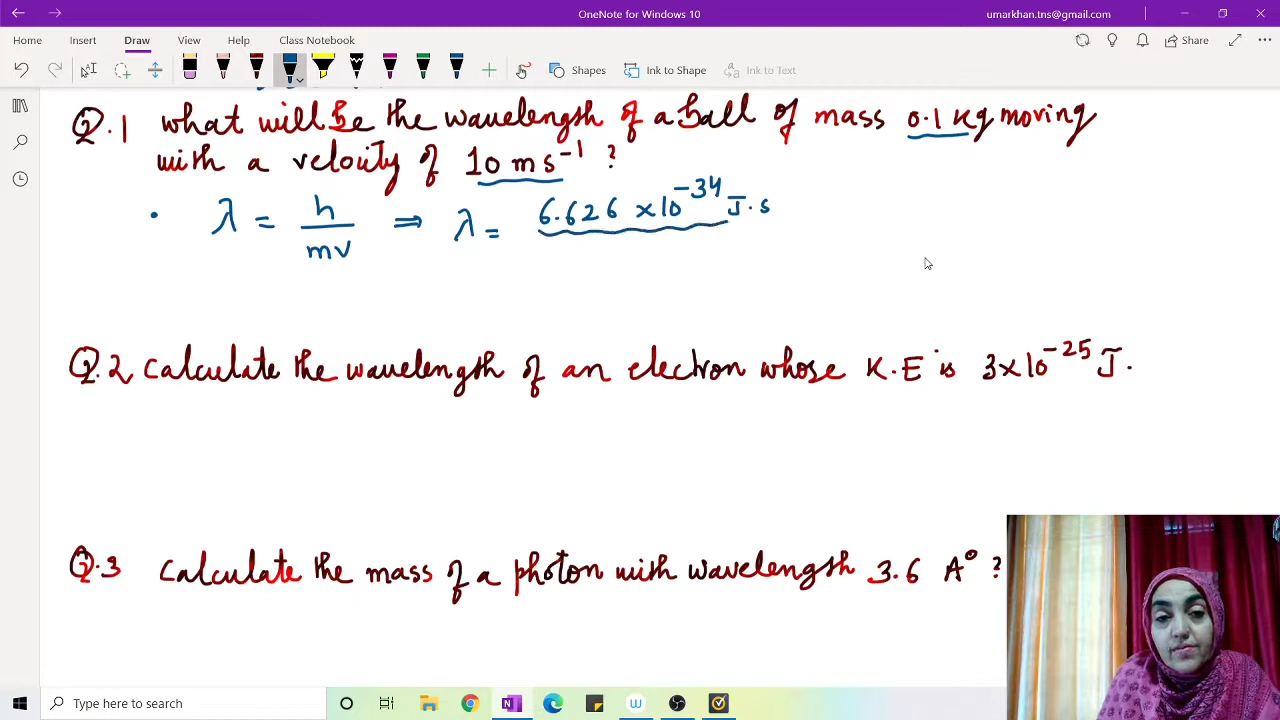 OneNote for Windows 10
umarkhan.tns@gmail.com
Home Insert Draw View Help Class Notebook
Share
Shapes Ink to Shape Ink to Text
Q.1 what will be the wavelength of a ball of mass 0.1 kg moving
with a velocity of 10 m s⁻¹ ?
• λ = h/mv ⇒ λ = 6.626 ×10⁻³⁴ J.s
Q.2 Calculate the wavelength of an electron whose K.E is 3×10⁻²⁵ J.
Q.3 Calculate the mass of a photon with wavelength 3.6 A° ?
Type here to search